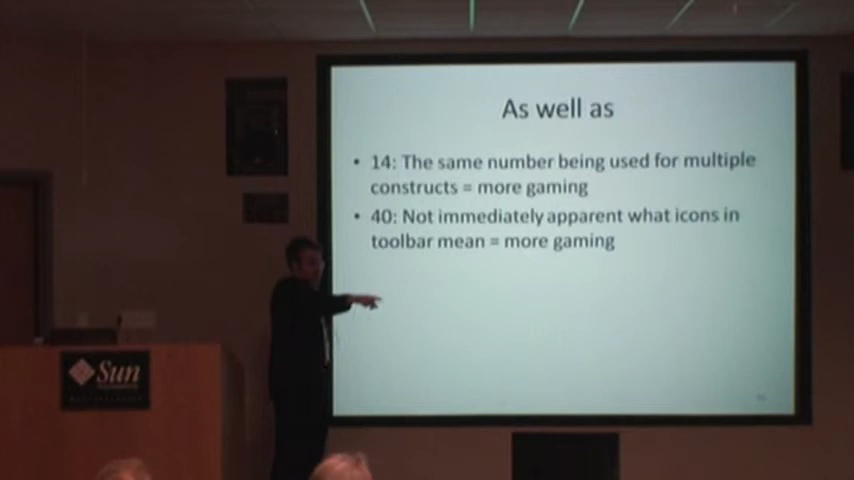 As well as
• 14: The same number being used for multiple
constructs = more gaming
• 40: Not immediately apparent what icons in
toolbar mean = more gaming
Sun